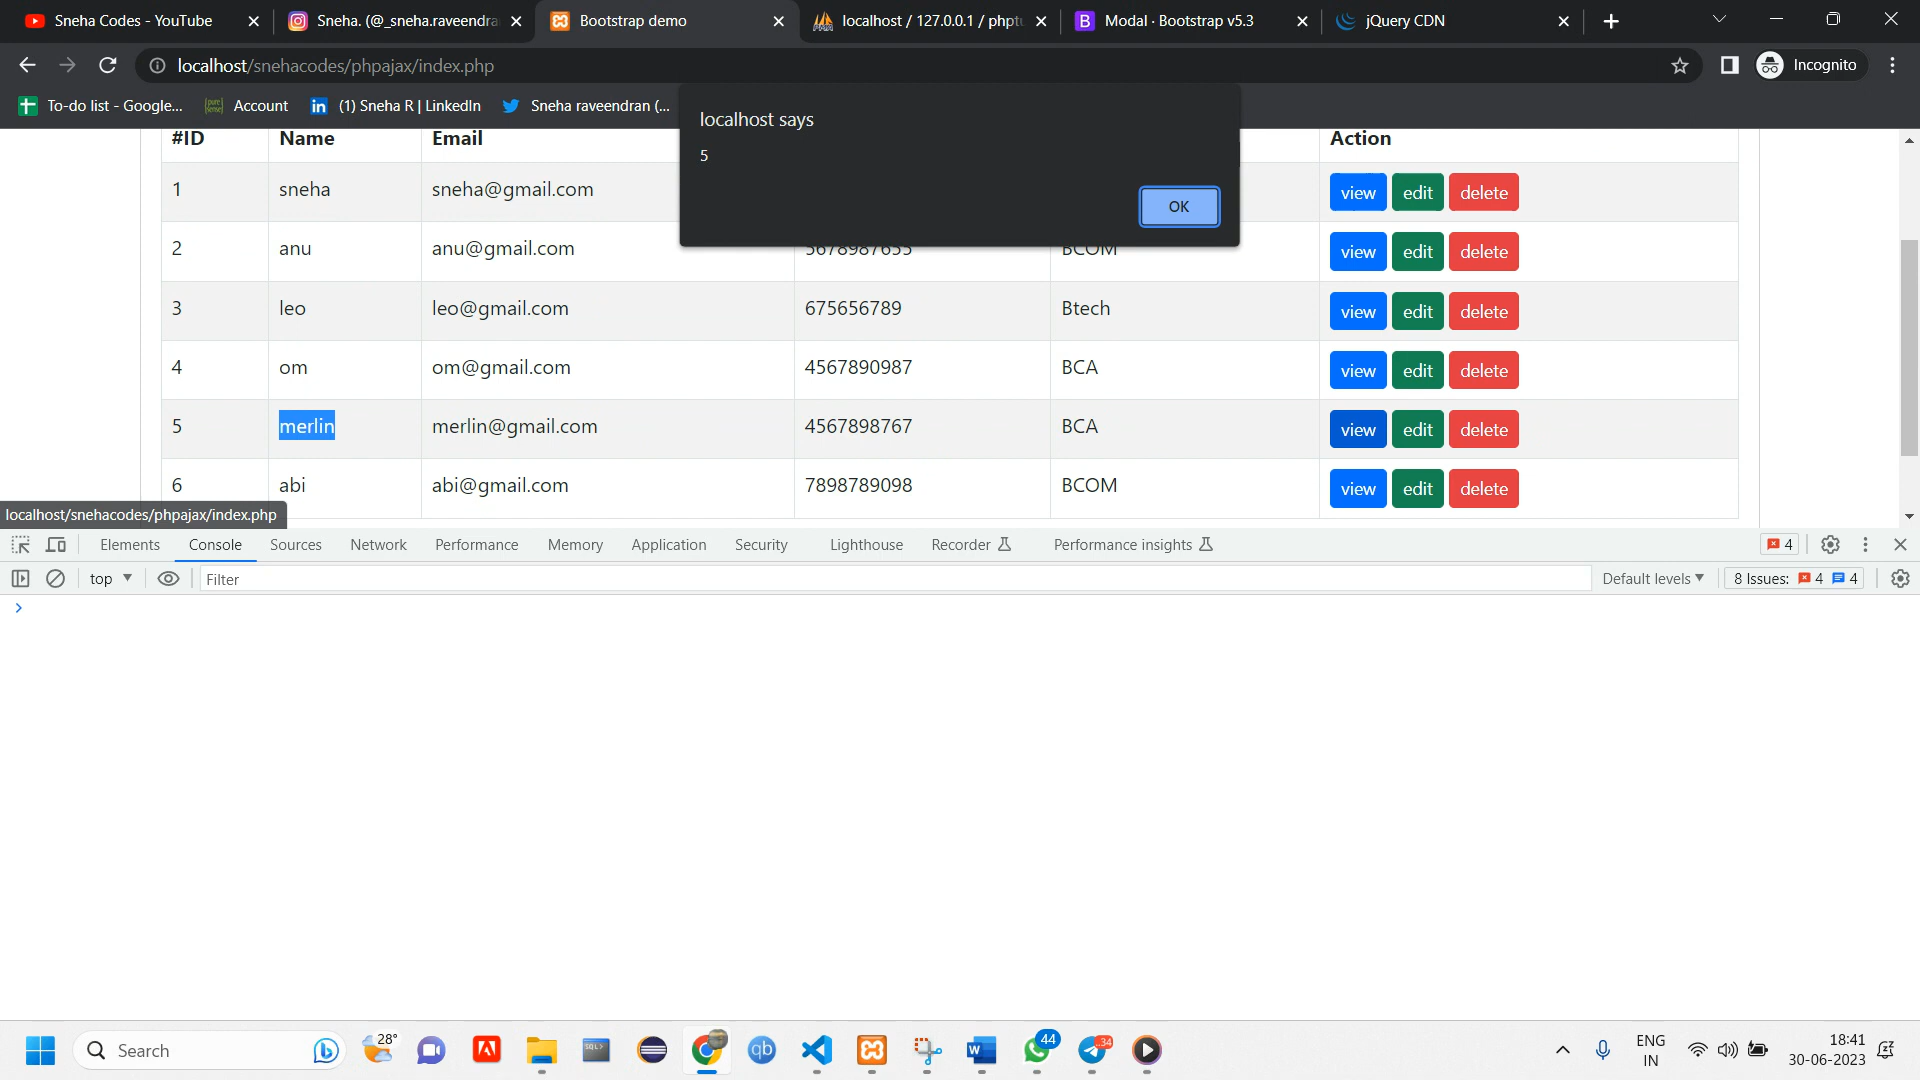 Sneha Codes - YouTube
Sneha. (@_sneha.raveendra
Bootstrap demo
localhost / 127.0.0.1 / phptu
Modal · Bootstrap v5.3
jQuery CDN
localhost/snehacodes/phpajax/index.php
Incognito
To-do list - Google...
Account
(1) Sneha R | LinkedIn
Sneha raveendran (...
localhost says
5
OK
#ID Name Email Action
1 sneha sneha@gmail.com view edit delete
2 anu anu@gmail.com 5678987655 BCOM view edit delete
3 leo leo@gmail.com 675656789 Btech view edit delete
4 om om@gmail.com 4567890987 BCA view edit delete
5 merlin merlin@gmail.com 4567898767 BCA view edit delete
6 abi abi@gmail.com 7898789098 BCOM view edit delete
localhost/snehacodes/phpajax/index.php
Elements Console Sources Network Performance Memory Application Security Lighthouse Recorder Performance insights 4
top Filter Default levels 8 Issues: 4 4
Search
28°
SQL>
qb
44
34
ENG
IN
18:41
30-06-2023